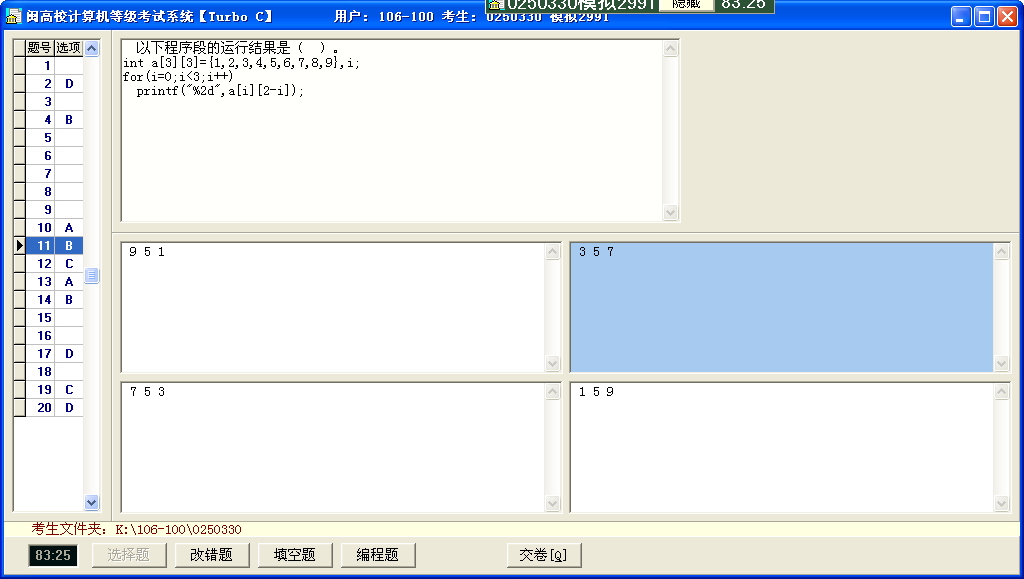 0250330模拟2991 隐藏 83:25
闽高校计算机等级考试系统【Turbo C】 用户: 106-100 考生: 0250330 模拟2991
题号 选项
1
2 D
3
4 B
5
6
7
8
9
10 A
11 B
12 C
13 A
14 B
15
16
17 D
18
19 C
20 D
以下程序段的运行结果是（ ）。
int a[3][3]={1,2,3,4,5,6,7,8,9},i;
for(i=0;i<3;i++)
printf("%2d",a[i][2-i]);
9 5 1
3 5 7
7 5 3
1 5 9
考生文件夹: K:\106-100\0250330
83:25 选择题 改错题 填空题 编程题 交卷[Q]